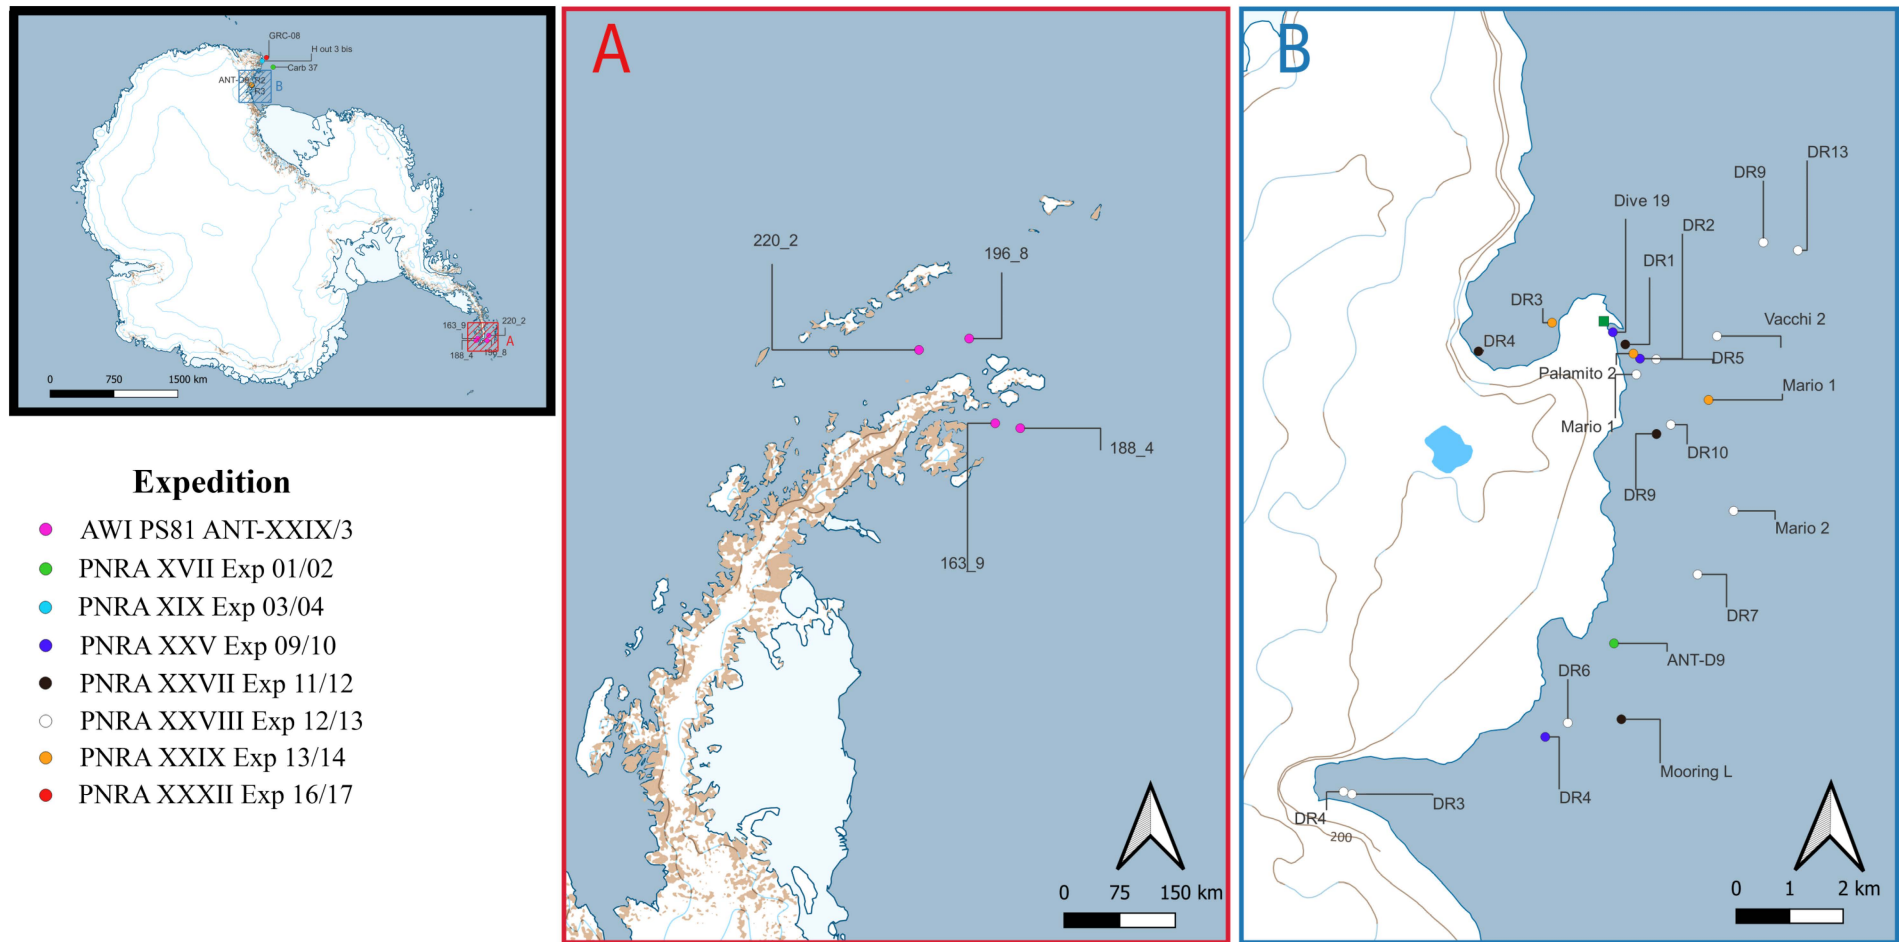 GRC-08
H out 3 bis
Carb 37
ANT-D9
R2
R3
B
163_9
220_2
A
188_4
196_8
0 750 1500 km
Expedition
AWI PS81 ANT-XXIX/3
PNRA XVII Exp 01/02
PNRA XIX Exp 03/04
PNRA XXV Exp 09/10
PNRA XXVII Exp 11/12
PNRA XXVIII Exp 12/13
PNRA XXIX Exp 13/14
PNRA XXXII Exp 16/17
A
220_2
196_8
188_4
163_9
0 75 150 km
B
DR13
DR9
Dive 19
DR2
DR1
DR3
Vacchi 2
DR4
DR5
Palamito 2
Mario 1
Mario 1
DR10
DR9
Mario 2
DR7
ANT-D9
DR6
Mooring L
DR4
DR3
DR4
200
0 1 2 km